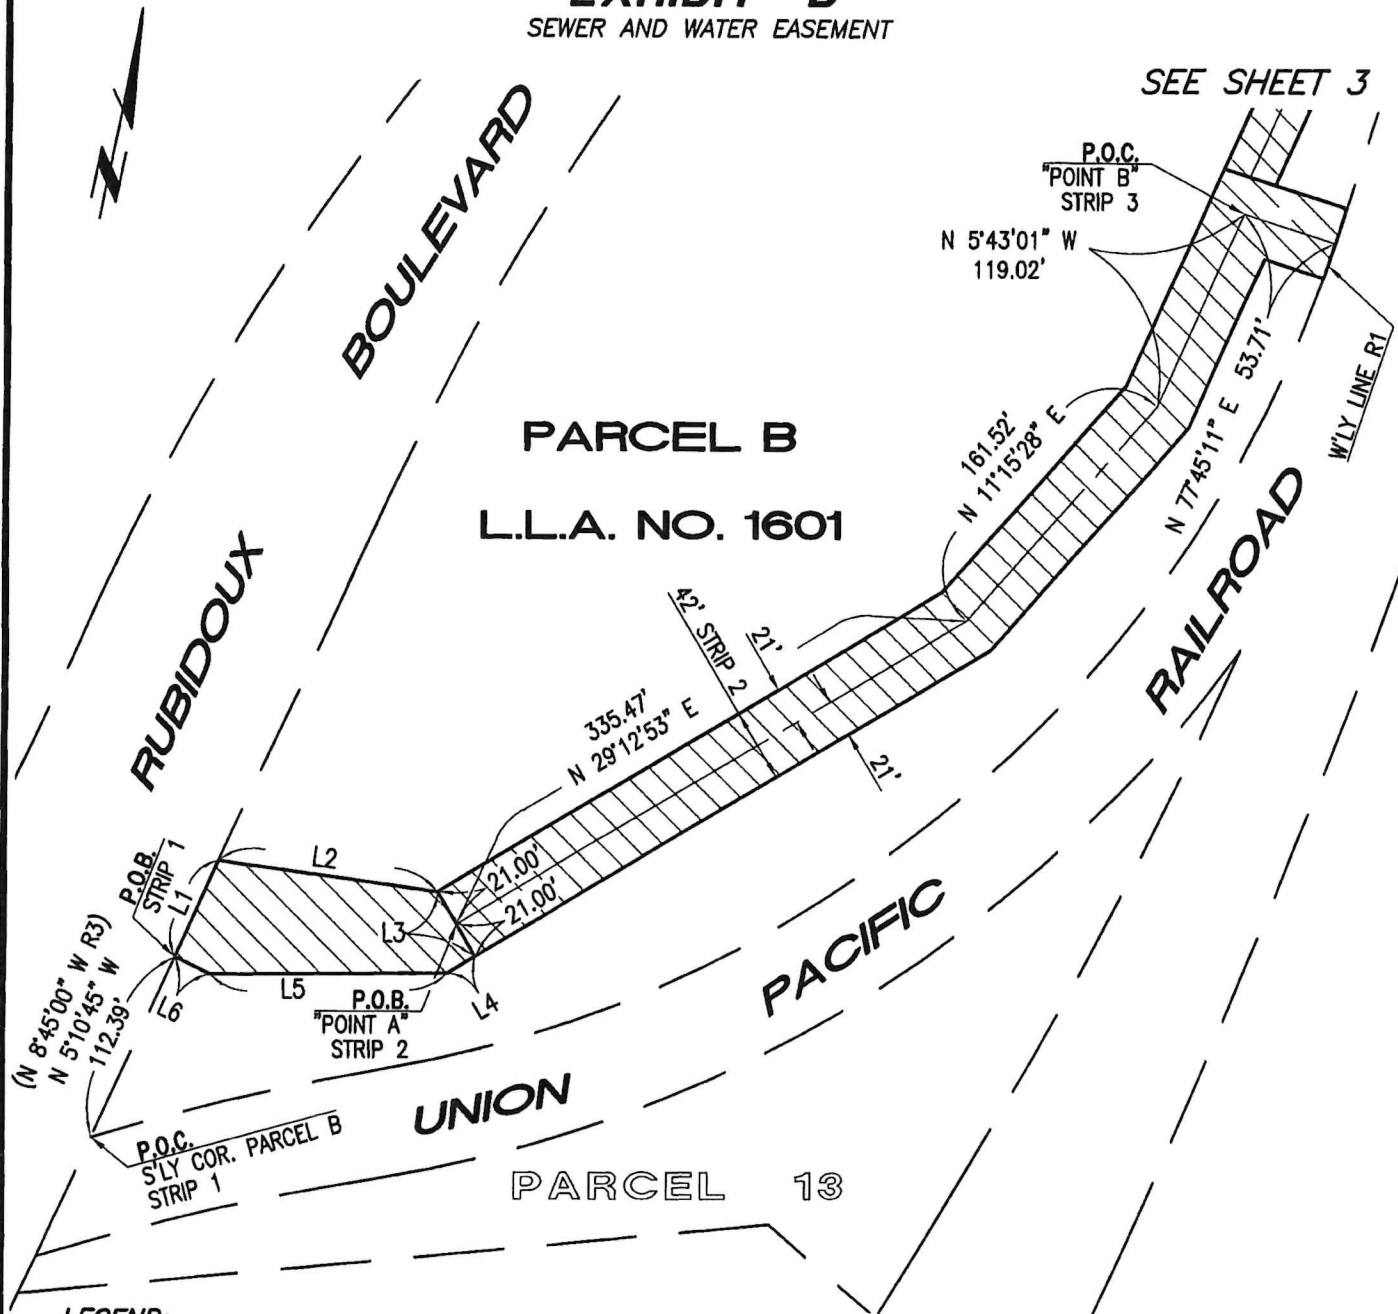 SEWER AND WATER EASEMENT
SEE SHEET 3
N
BOULEVARD
P.O.C.
"POINT B"
STRIP 3
N 5°43'01" W
119.02'
PARCEL B
L.L.A. NO. 1601
161.52'
N 11°15'28" E
N 77°45'11" E 53.71'
W'LY LINE R1
RUBIDOUX
RAILROAD
42' STRIP 2
21'
21'
335.47'
N 29°12'53" E
P.O.B.
STRIP 1
L1
L2
21.00'
21.00'
L3
L4
L5
L6
P.O.B.
"POINT A"
STRIP 2
(N 8°45'00" W R3)
N 5°10'45" W
112.39'
PACIFIC
UNION
P.O.C.
S'LY COR. PARCEL B
STRIP 1
PARCEL 13